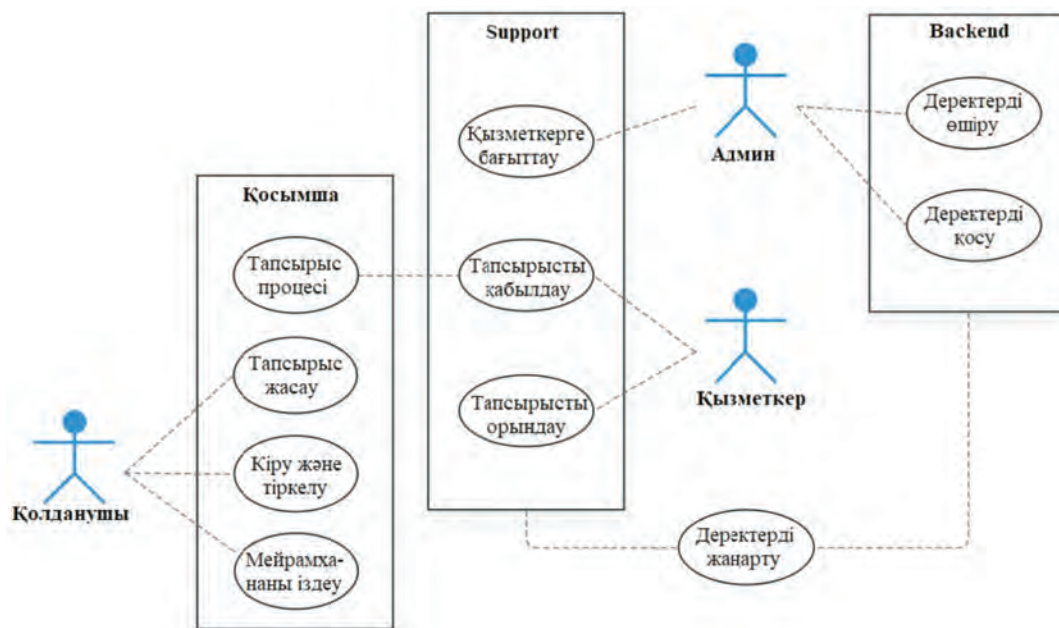 Support
Backend
Қызметкерге
бағыттау
Админ
Деректерді
өшіру
Деректерді
қосу
Қосымша
Тапсырыс
процесі
Тапсырысты
қабылдау
Тапсырыс
жасау
Қызметкер
Тапсырысты
орындау
Кіру және
тіркелу
Қолданушы
Мейрамха-
наны іздеу
Деректерді
жаңарту